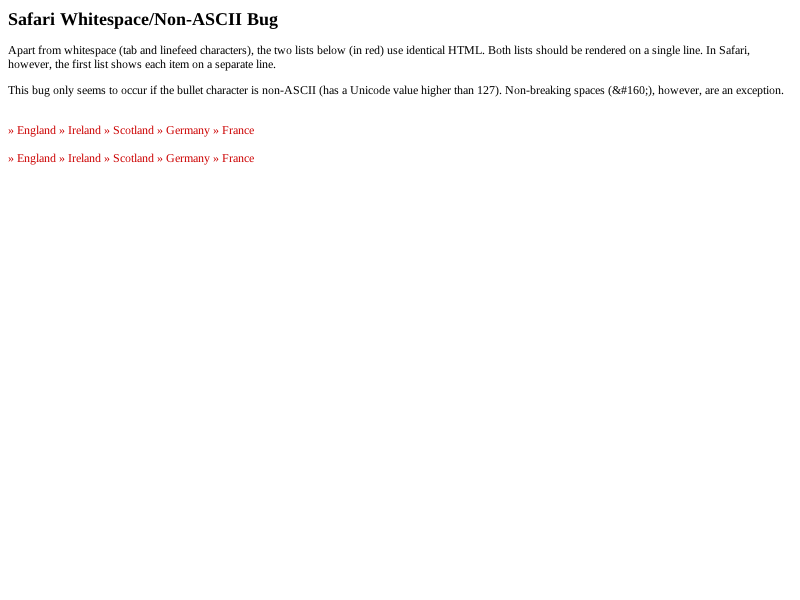 Safari Whitespace/Non-ASCII Bug
Apart from whitespace (tab and linefeed characters), the two lists below (in red) use identical HTML. Both lists should be rendered on a single line. In Safari,
however, the first list shows each item on a separate line.
This bug only seems to occur if the bullet character is non-ASCII (has a Unicode value higher than 127). Non-breaking spaces (&#160;), however, are an exception.
» England » Ireland » Scotland » Germany » France
» England » Ireland » Scotland » Germany » France